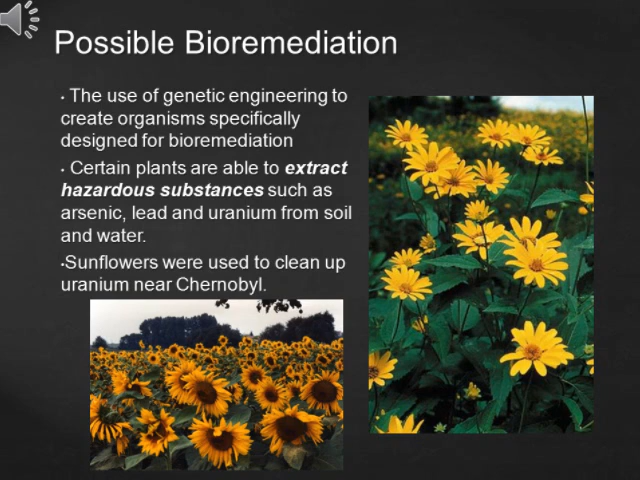 Possible Bioremediation
• The use of genetic engineering to
create organisms specifically
designed for bioremediation
• Certain plants are able to extract
hazardous substances such as
arsenic, lead and uranium from soil
and water.
•Sunflowers were used to clean up
uranium near Chernobyl.